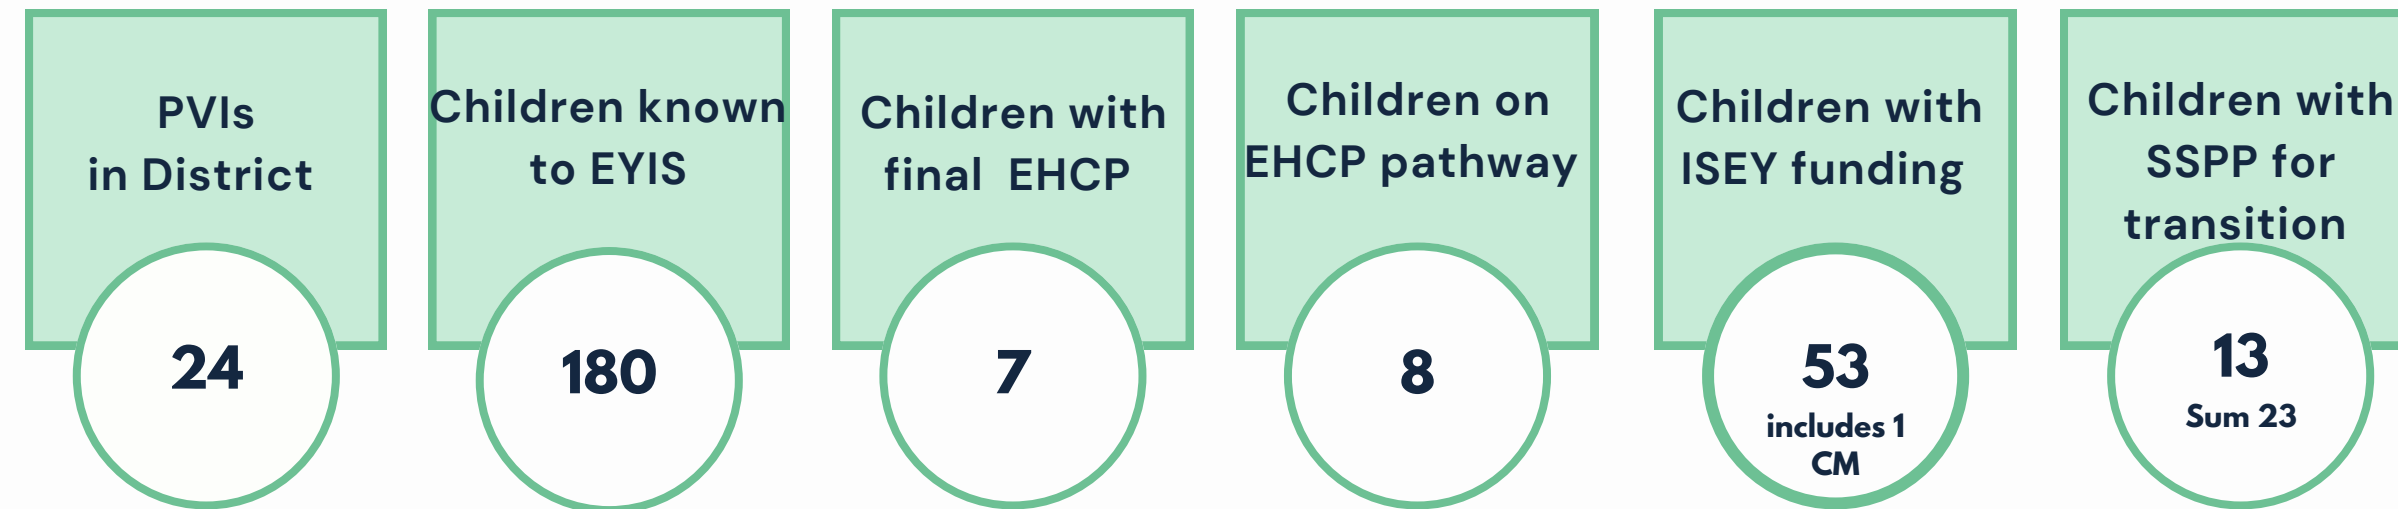 PVIs
in District
24
Children known
to EYIS
180
Children with
final EHCP
7
Children on
EHCP pathway
8
Children with
ISEY funding
53
includes 1
CM
Children with
SSPP for
transition
13
Sum 23